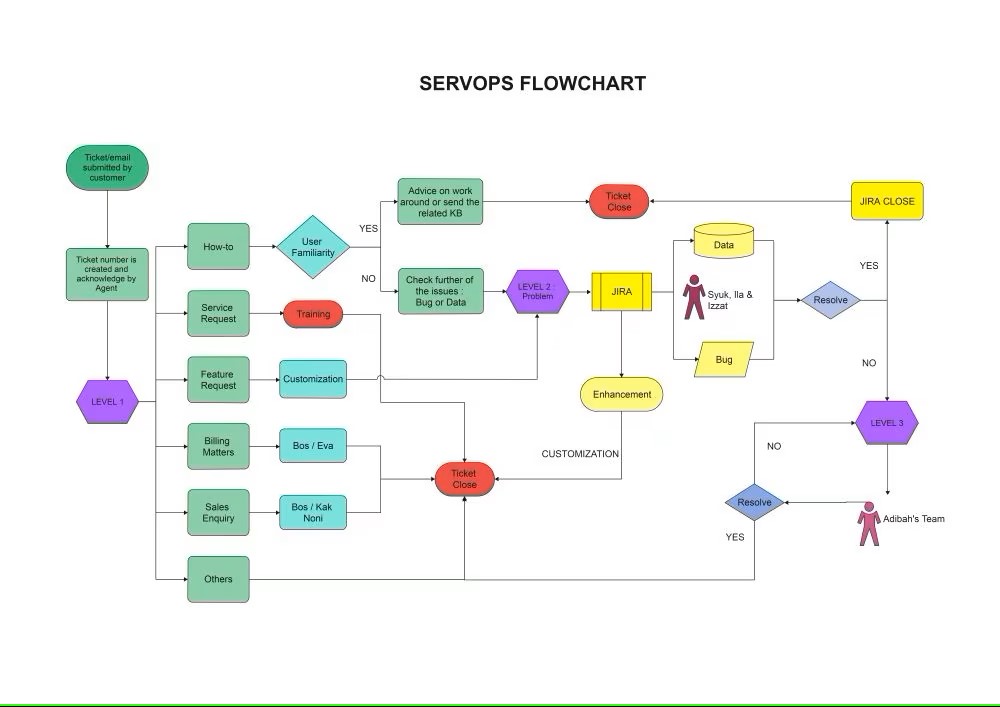 SERVOPS FLOWCHART
Ticket/email
submitted by
customer
Ticket number is
created and
acknowledge by
Agent
LEVEL 1
How-to
Service
Request
Feature
Request
Billing
Matters
Sales
Enquiry
Others
User
Familiarity
Training
Customization
Bos / Eva
Bos / Kak
Noni
YES
NO
Advice on work
around or send the
related KB
Check further of
the issues :
Bug or Data
LEVEL 2 :
Problem
JIRA
Enhancement
CUSTOMIZATION
Ticket
Close
Ticket
Close
Data
Syuk, Ila &
Izzat
Bug
Resolve
JIRA CLOSE
YES
NO
LEVEL 3
Adibah's Team
Resolve
NO
YES